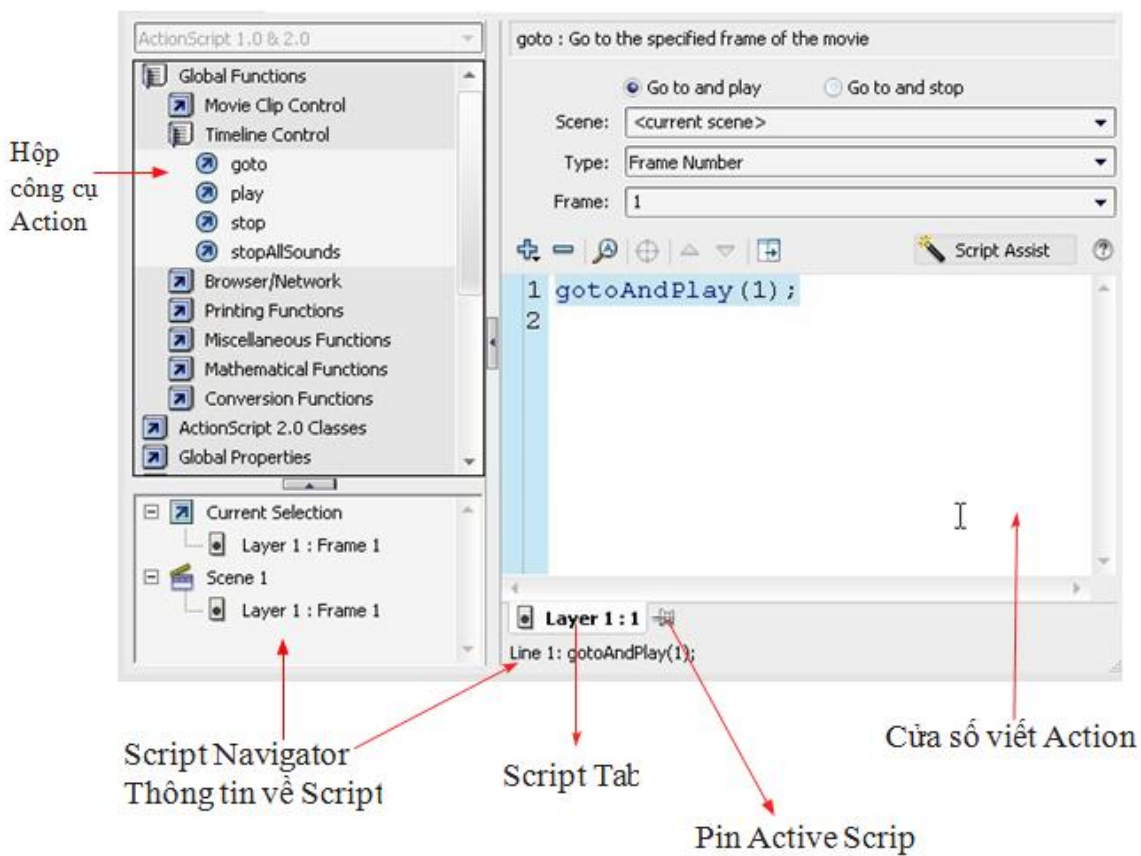 ActionScript 1.0 & 2.0
Global Functions
Movie Clip Control
Timeline Control
goto
play
stop
stopAllSounds
Browser/Network
Printing Functions
Miscellaneous Functions
Mathematical Functions
Conversion Functions
ActionScript 2.0 Classes
Global Properties
Hộp
công cụ
Action
Current Selection
Layer 1 : Frame 1
Scene 1
Layer 1 : Frame 1
goto : Go to the specified frame of the movie
Go to and play Go to and stop
Scene: <current scene>
Type: Frame Number
Frame: 1
Script Assist
1 gotoAndPlay(1);
2
Layer 1 : 1
Line 1: gotoAndPlay(1);
Script Navigator
Thông tin về Script
Script Tab
Pin Active Scrip
Cửa số viết Action